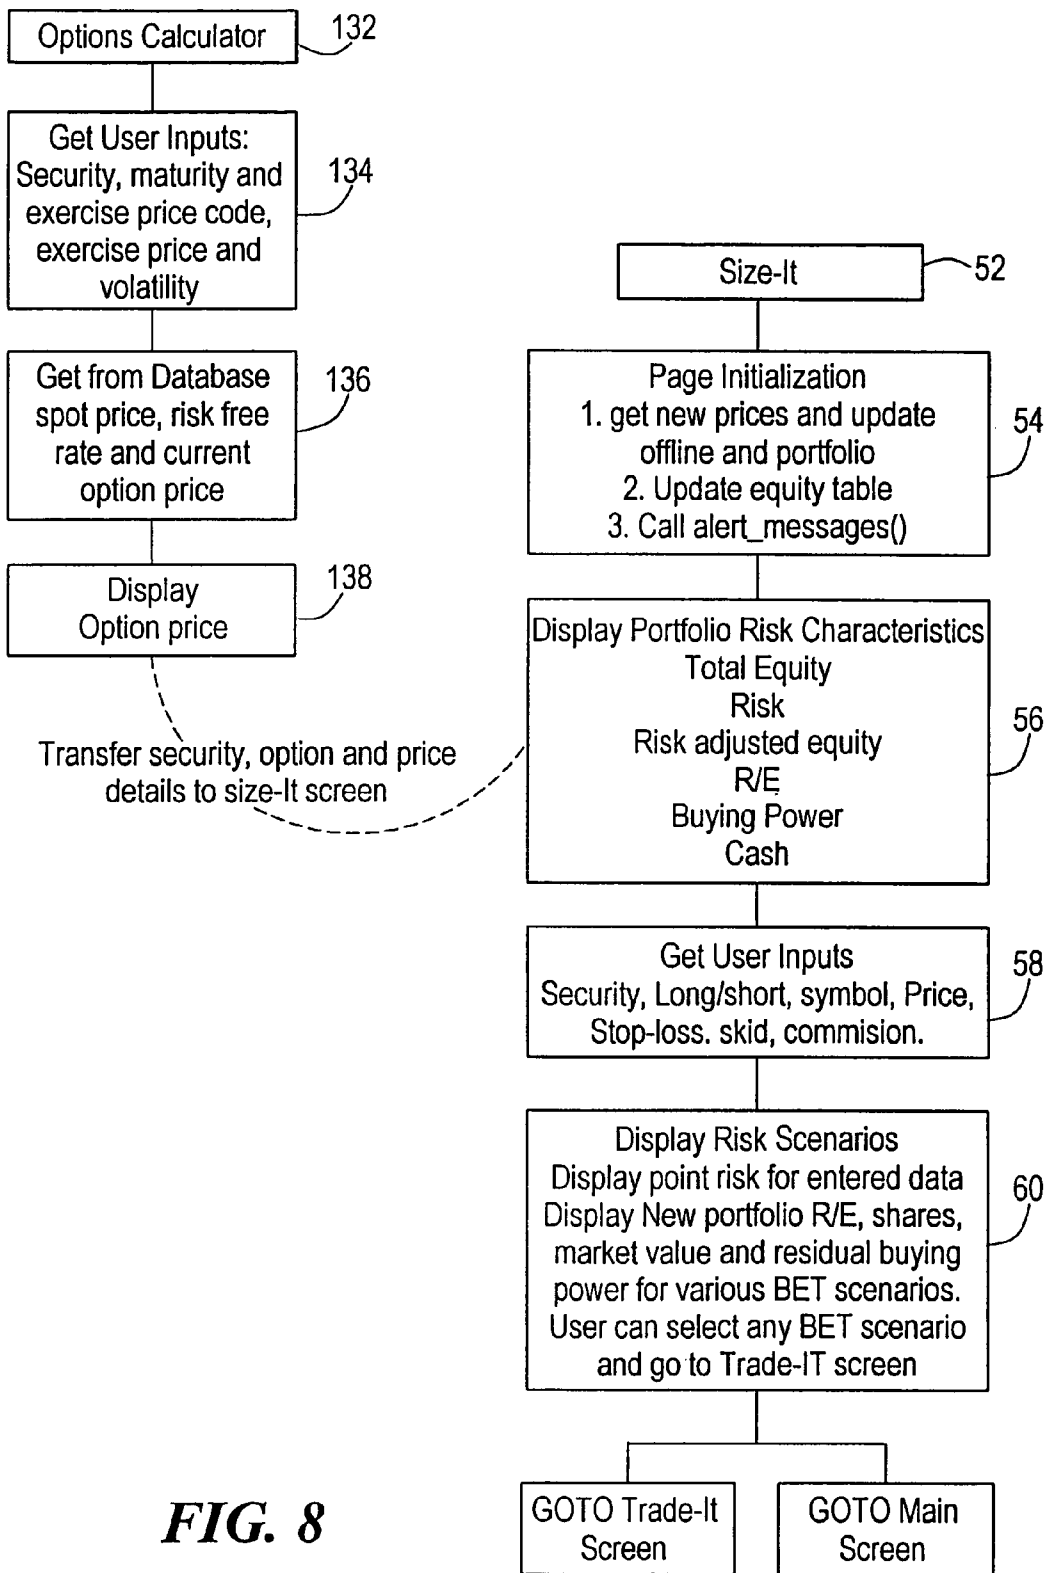 Options Calculator
132
Get User Inputs:
Security, maturity and
exercise price code,
exercise price and
volatility
134
Get from Database
spot price, risk free
rate and current
option price
136
Display
Option price
138
Transfer security, option and price
details to size-It screen
Size-It
52
Page Initialization
1. get new prices and update
offline and portfolio
2. Update equity table
3. Call alert_messages()
54
Display Portfolio Risk Characteristics
Total Equity
Risk
Risk adjusted equity
R/E
Buying Power
Cash
56
Get User Inputs
Security, Long/short, symbol, Price,
Stop-loss. skid, commision.
58
Display Risk Scenarios
Display point risk for entered data
Display New portfolio R/E, shares,
market value and residual buying
power for various BET scenarios.
User can select any BET scenario
and go to Trade-IT screen
60
GOTO Trade-It
Screen
GOTO Main
Screen
FIG. 8